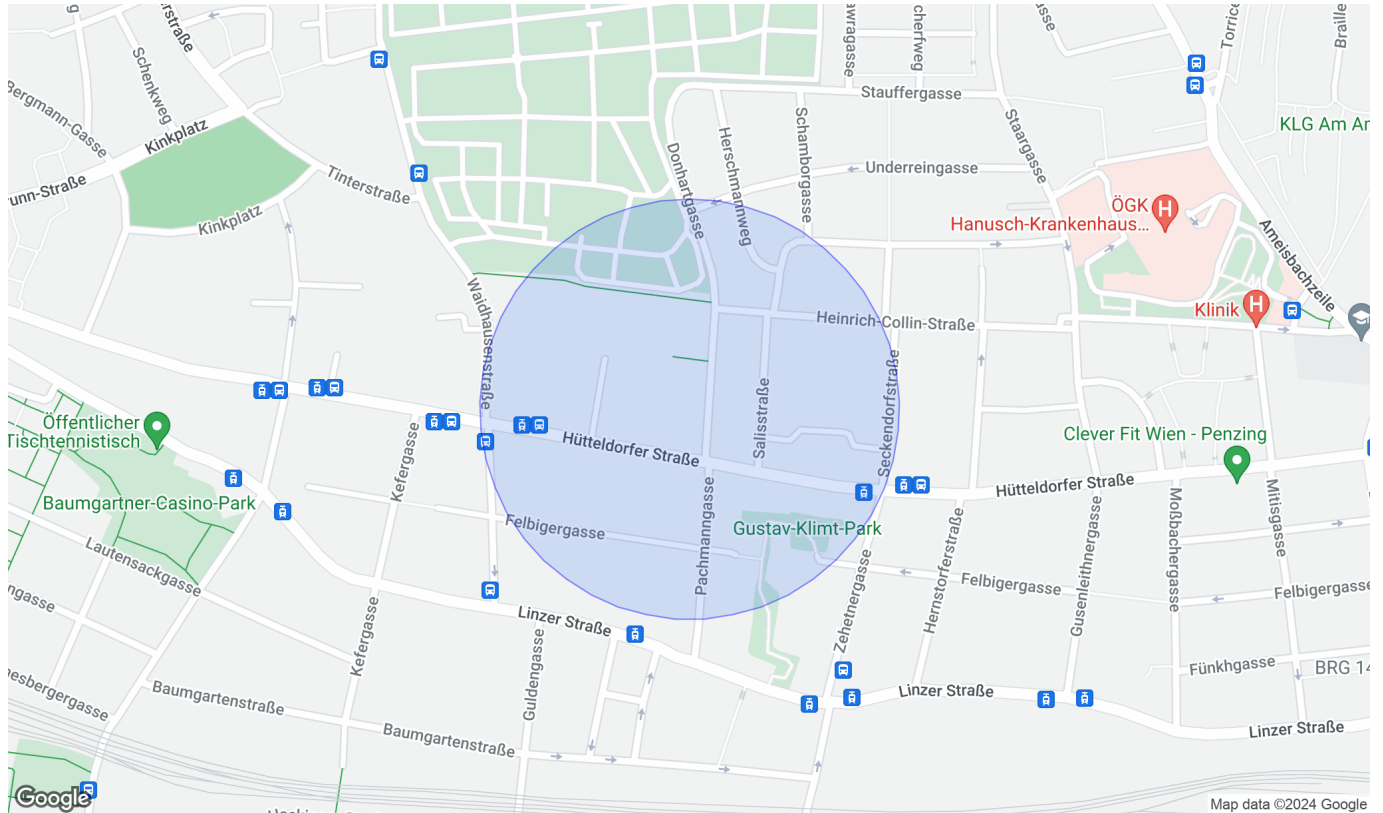 Schenkweg
Bergmann-Gasse
Kinkplatz
Tinterstraße
Kinkplatz
Donhartgasse
Herschmannweg
Schamborgasse
Stauffergasse
Staargasse
Underreingasse
KLG Am
ÖGK
Hanusch-Krankenhaus...
Ameisbachzeile
Klinik
Waidhausenstraße
Heinrich-Collin-Straße
Salisstraße
Seckendorfstraße
Öffentlicher
Tischtennistisch
Baumgartner-Casino-Park
Kefergasse
Hütteldorfer Straße
Clever Fit Wien - Penzing
Hütteldorfer Straße
Felbigergasse
Pachmanngasse
Gustav-Klimt-Park
Zehetnergasse
Hernstorferstraße
Felbigergasse
Gusenleithnergasse
Moßbachergasse
Mitisgasse
Felbigergasse
Lautensackgasse
Kefergasse
Linzer Straße
Guldengasse
Baumgartenstraße
Baumgartenstraße
Linzer Straße
Fünkhgasse
BRG 14
Linzer Straße
Google
Map data ©2024 Google